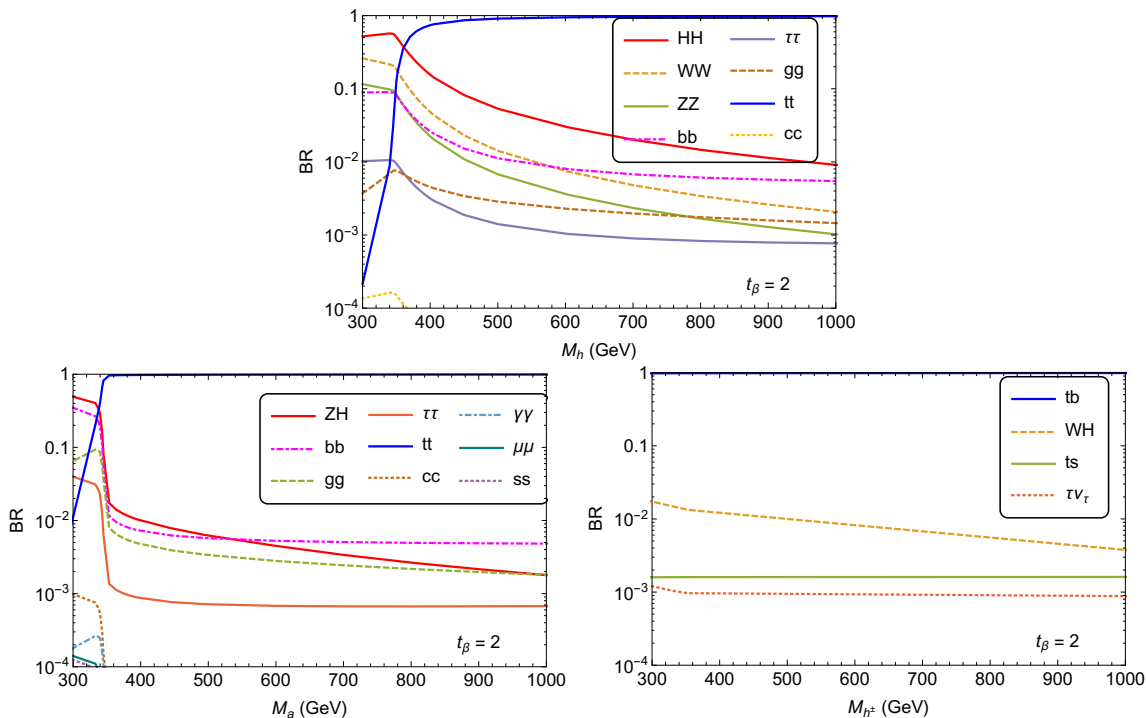 1
0.1
10⁻²
10⁻³
10⁻⁴
BR
HH ττ
WW gg
ZZ tt
bb cc
t_β = 2
300 400 500 600 700 800 900 1000
M_h (GeV)
1
0.1
10⁻²
10⁻³
10⁻⁴
BR
ZH ττ γγ
bb tt μμ
gg cc ss
t_β = 2
300 400 500 600 700 800 900 1000
M_a (GeV)
1
0.1
10⁻²
10⁻³
10⁻⁴
BR
tb
WH
ts
τν_τ
t_β = 2
300 400 500 600 700 800 900 1000
M_h± (GeV)